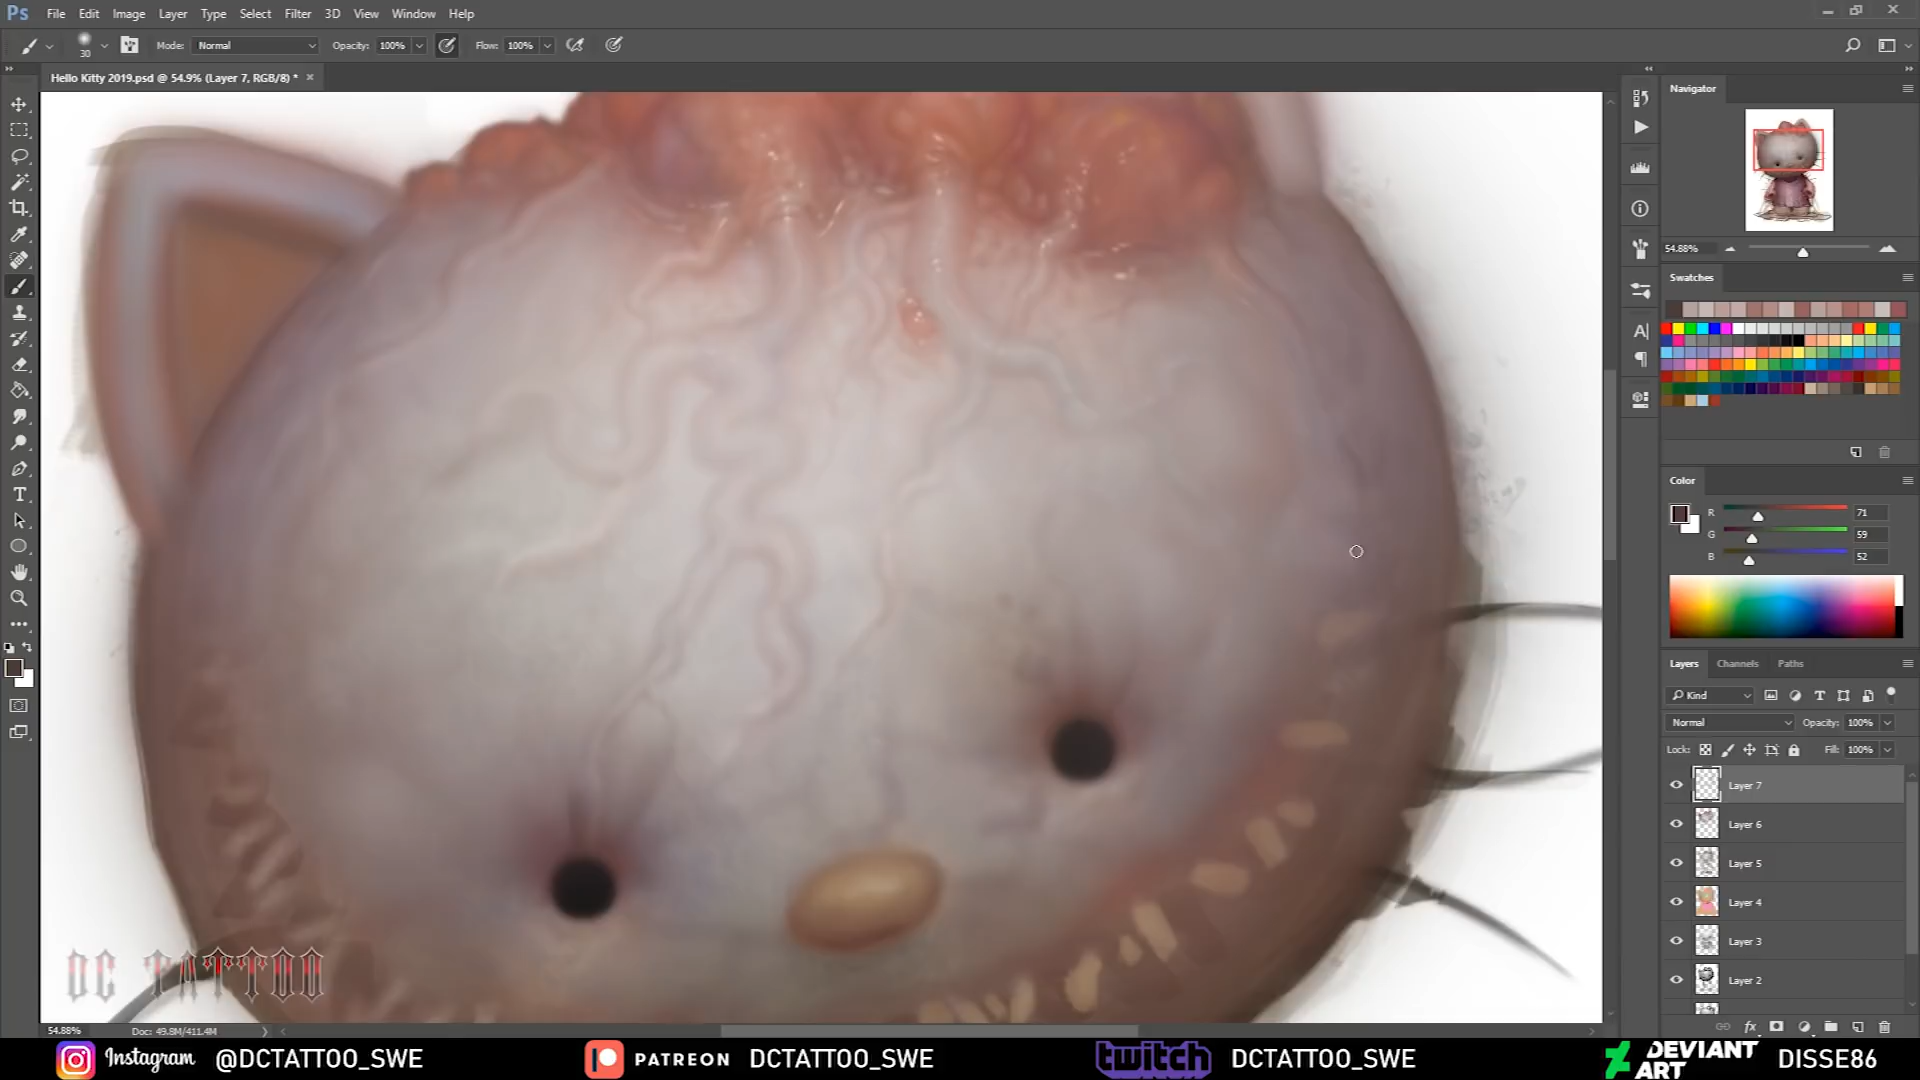 Ps File Edit Image Layer Type Select Filter 3D View Window Help
30 Mode: Normal Opacity: 100% Flow: 100%
Hello Kitty 2019.psd @ 54.9% (Layer 7, RGB/8) *
Navigator
54.88%
Swatches
Color
R 71
G 59
B 52
Layers Channels Paths
Kind
Normal Opacity: 100%
Lock: Fill: 100%
Layer 7
Layer 6
Layer 5
Layer 4
Layer 3
Layer 2
DC TATTOO
54.88% Doc: 49.8M/411.4M
Instagram @DCTATTOO_SWE PATREON DCTATTOO_SWE twitch DCTATTOO_SWE DEVIANT ART DISSE86